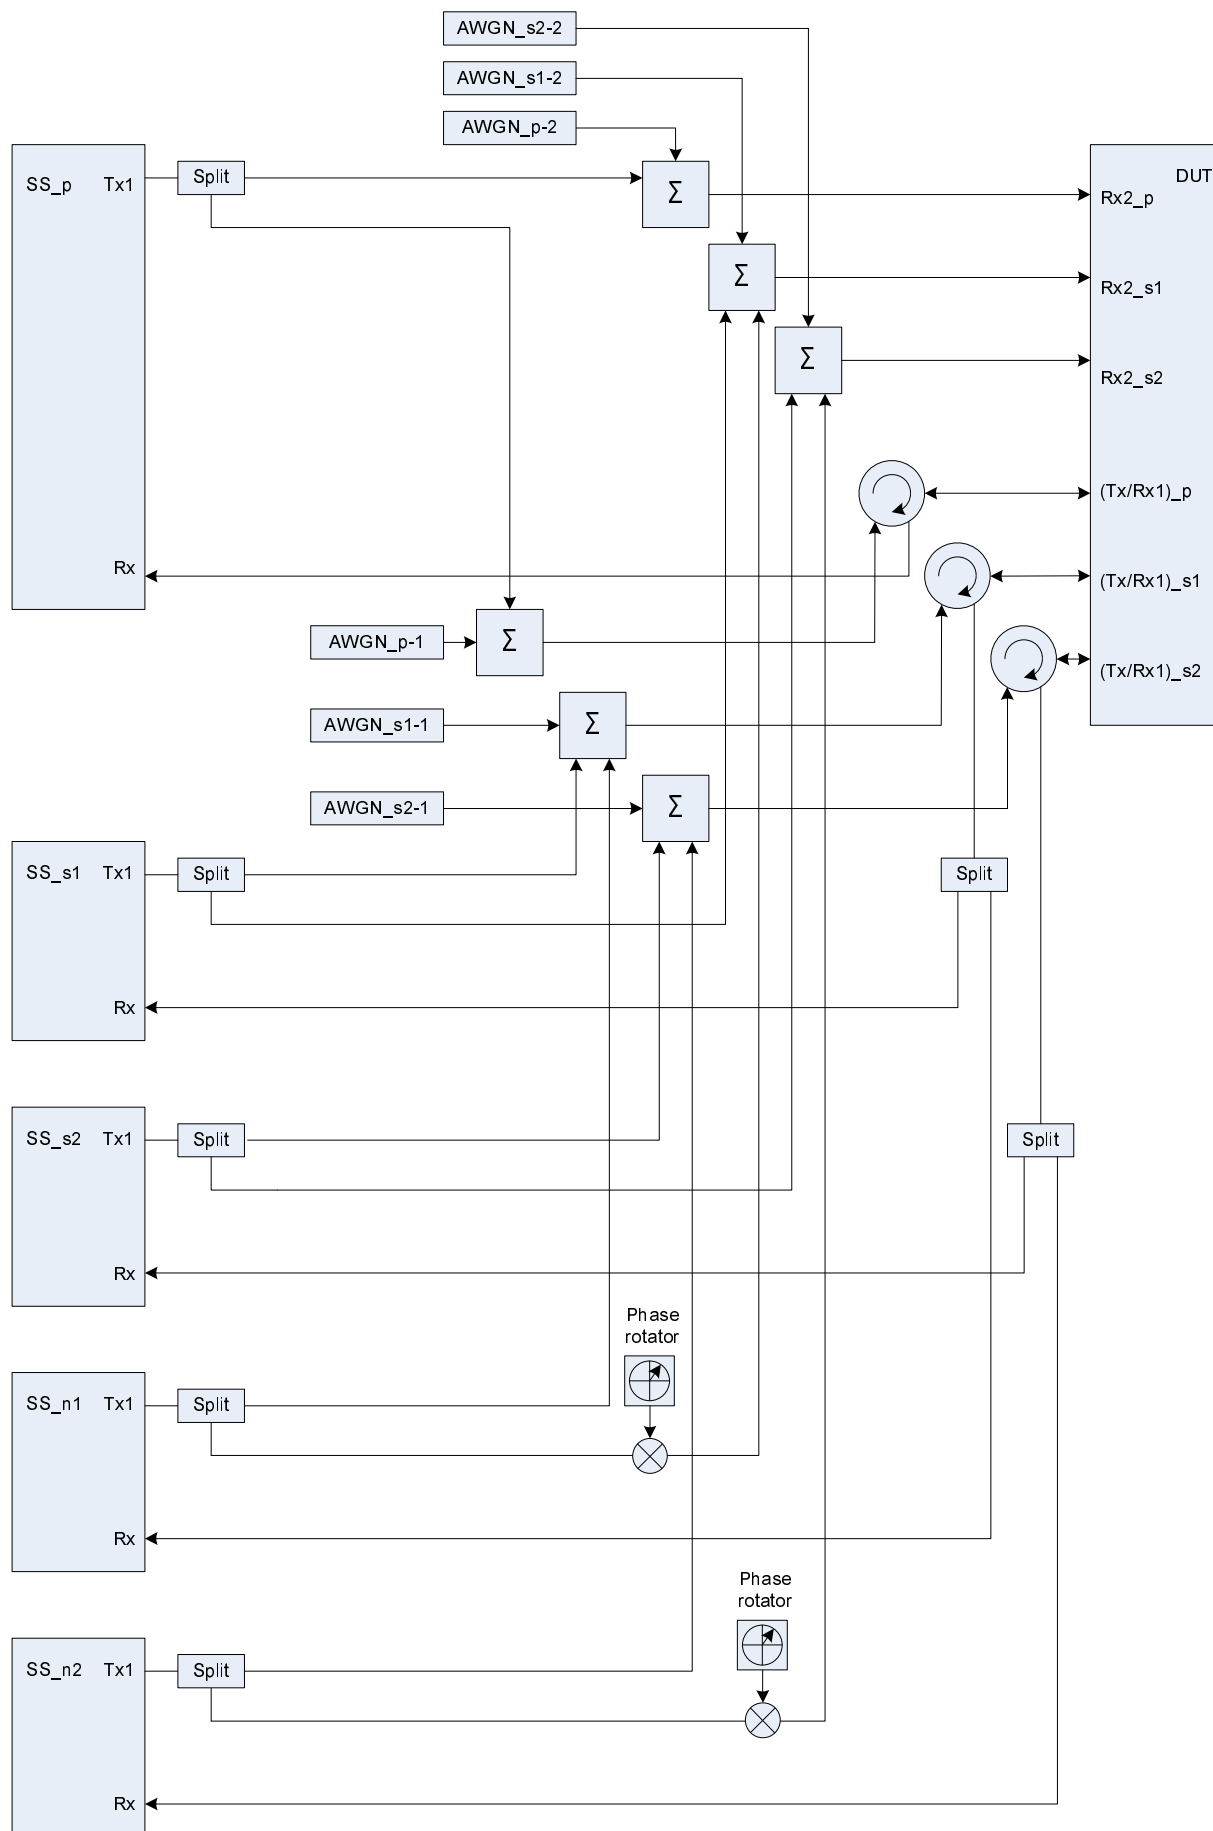 AWGN_s2-2
AWGN_s1-2
AWGN_p-2
SS_p Tx1
Split
Σ
DUT
Rx2_p
Σ
Rx2_s1
Σ
Rx2_s2
(Tx/Rx1)_p
Rx
(Tx/Rx1)_s1
AWGN_p-1
Σ
(Tx/Rx1)_s2
AWGN_s1-1
Σ
AWGN_s2-1
Σ
SS_s1 Tx1
Split
Split
Rx
SS_s2 Tx1
Split
Split
Rx
Phase
rotator
SS_n1 Tx1
Split
Rx
Phase
rotator
SS_n2 Tx1
Split
Rx